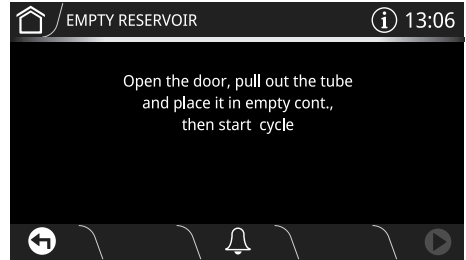 EMPTY RESERVOIR
i 13:06
Open the door, pull out the tube
and place it in empty cont.,
then start cycle